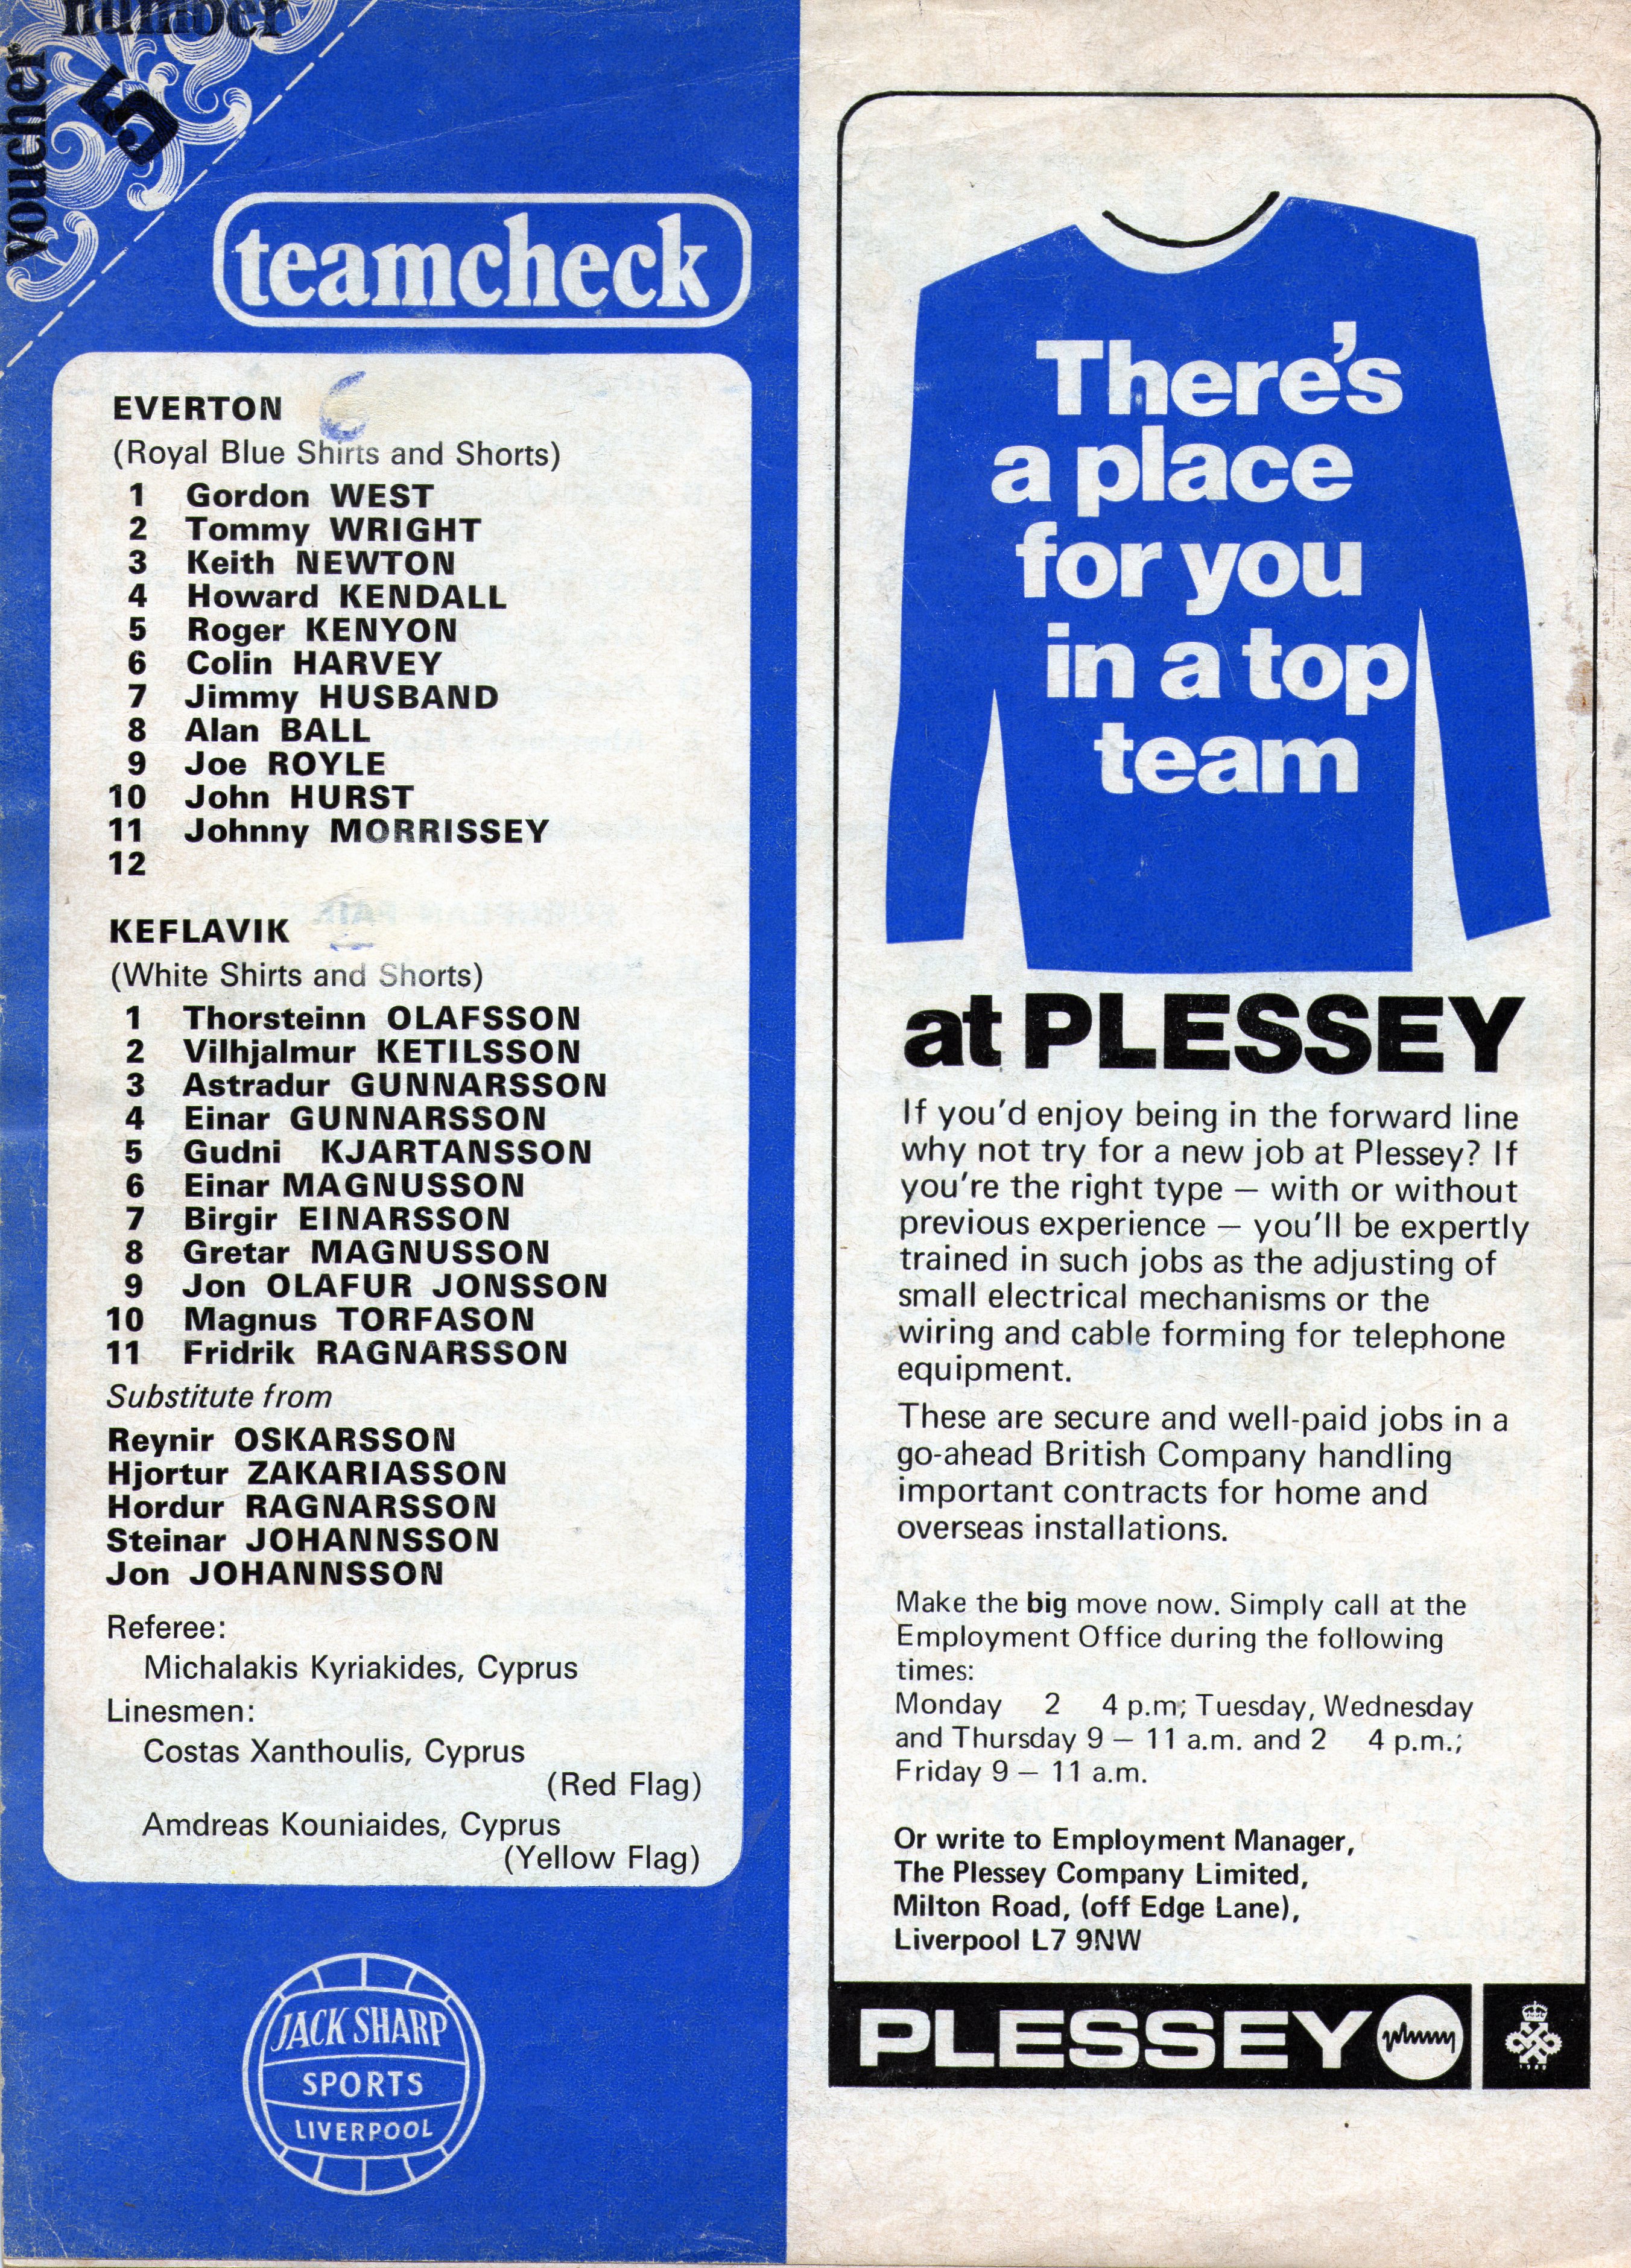 number
voucher
5
teamcheck
EVERTON
(Royal Blue Shirts and Shorts)
1 Gordon WEST
2 Tommy WRIGHT
3 Keith NEWTON
4 Howard KENDALL
5 Roger KENYON
6 Colin HARVEY
7 Jimmy HUSBAND
8 Alan BALL
9 Joe ROYLE
10 John HURST
11 Johnny MORRISSEY
12
6
KEFLAVIK
(White Shirts and Shorts)
1 Thorsteinn OLAFSSON
2 Vilhjalmur KETILSSON
3 Astradur GUNNARSSON
4 Einar GUNNARSSON
5 Gudni KJARTANSSON
6 Einar MAGNUSSON
7 Birgir EINARSSON
8 Gretar MAGNUSSON
9 Jon OLAFUR JONSSON
10 Magnus TORFASON
11 Fridrik RAGNARSSON
Substitute from
Reynir OSKARSSON
Hjortur ZAKARIASSON
Hordur RAGNARSSON
Steinar JOHANNSSON
Jon JOHANNSSON
Referee:
Michalakis Kyriakides, Cyprus
Linesmen:
Costas Xanthoulis, Cyprus
(Red Flag)
Amdreas Kouniaides, Cyprus
(Yellow Flag)
JACK SHARP
SPORTS
LIVERPOOL
There's
a place
for you
in a top
team
at PLESSEY
If you'd enjoy being in the forward line
why not try for a new job at Plessey? If
you're the right type — with or without
previous experience — you'll be expertly
trained in such jobs as the adjusting of
small electrical mechanisms or the
wiring and cable forming for telephone
equipment.
These are secure and well-paid jobs in a
go-ahead British Company handling
important contracts for home and
overseas installations.
Make the big move now. Simply call at the
Employment Office during the following
times:
Monday 2 4 p.m; Tuesday, Wednesday
and Thursday 9 — 11 a.m. and 2 4 p.m.;
Friday 9 — 11 a.m.
Or write to Employment Manager,
The Plessey Company Limited,
Milton Road, (off Edge Lane),
Liverpool L7 9NW
PLESSEY